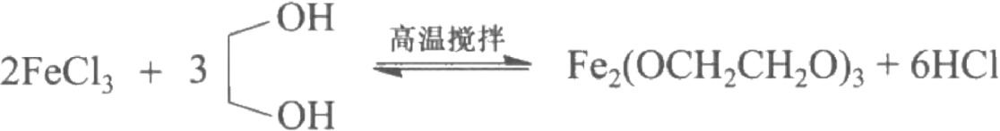 OH
高温搅拌
2FeCl₃ + 3
Fe₂(OCH₂CH₂O)₃ + 6HCl
OH